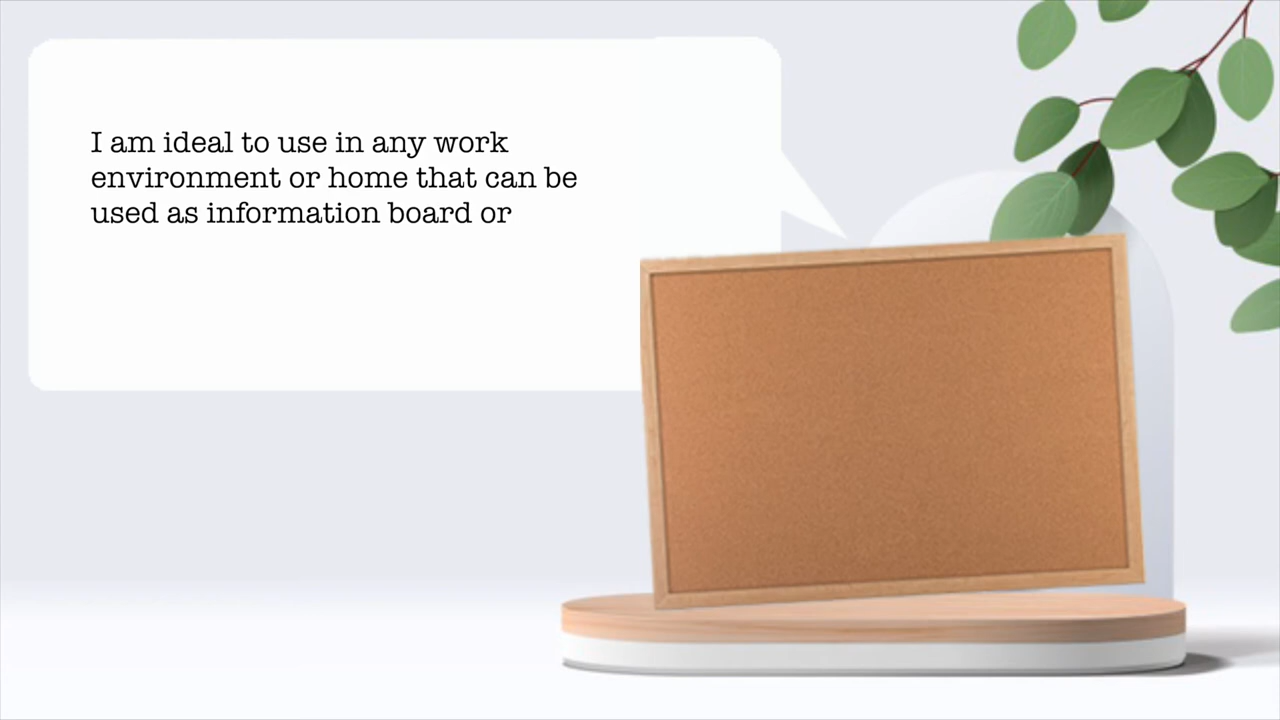 I am ideal to use in any work
environment or home that can be
used as information board or